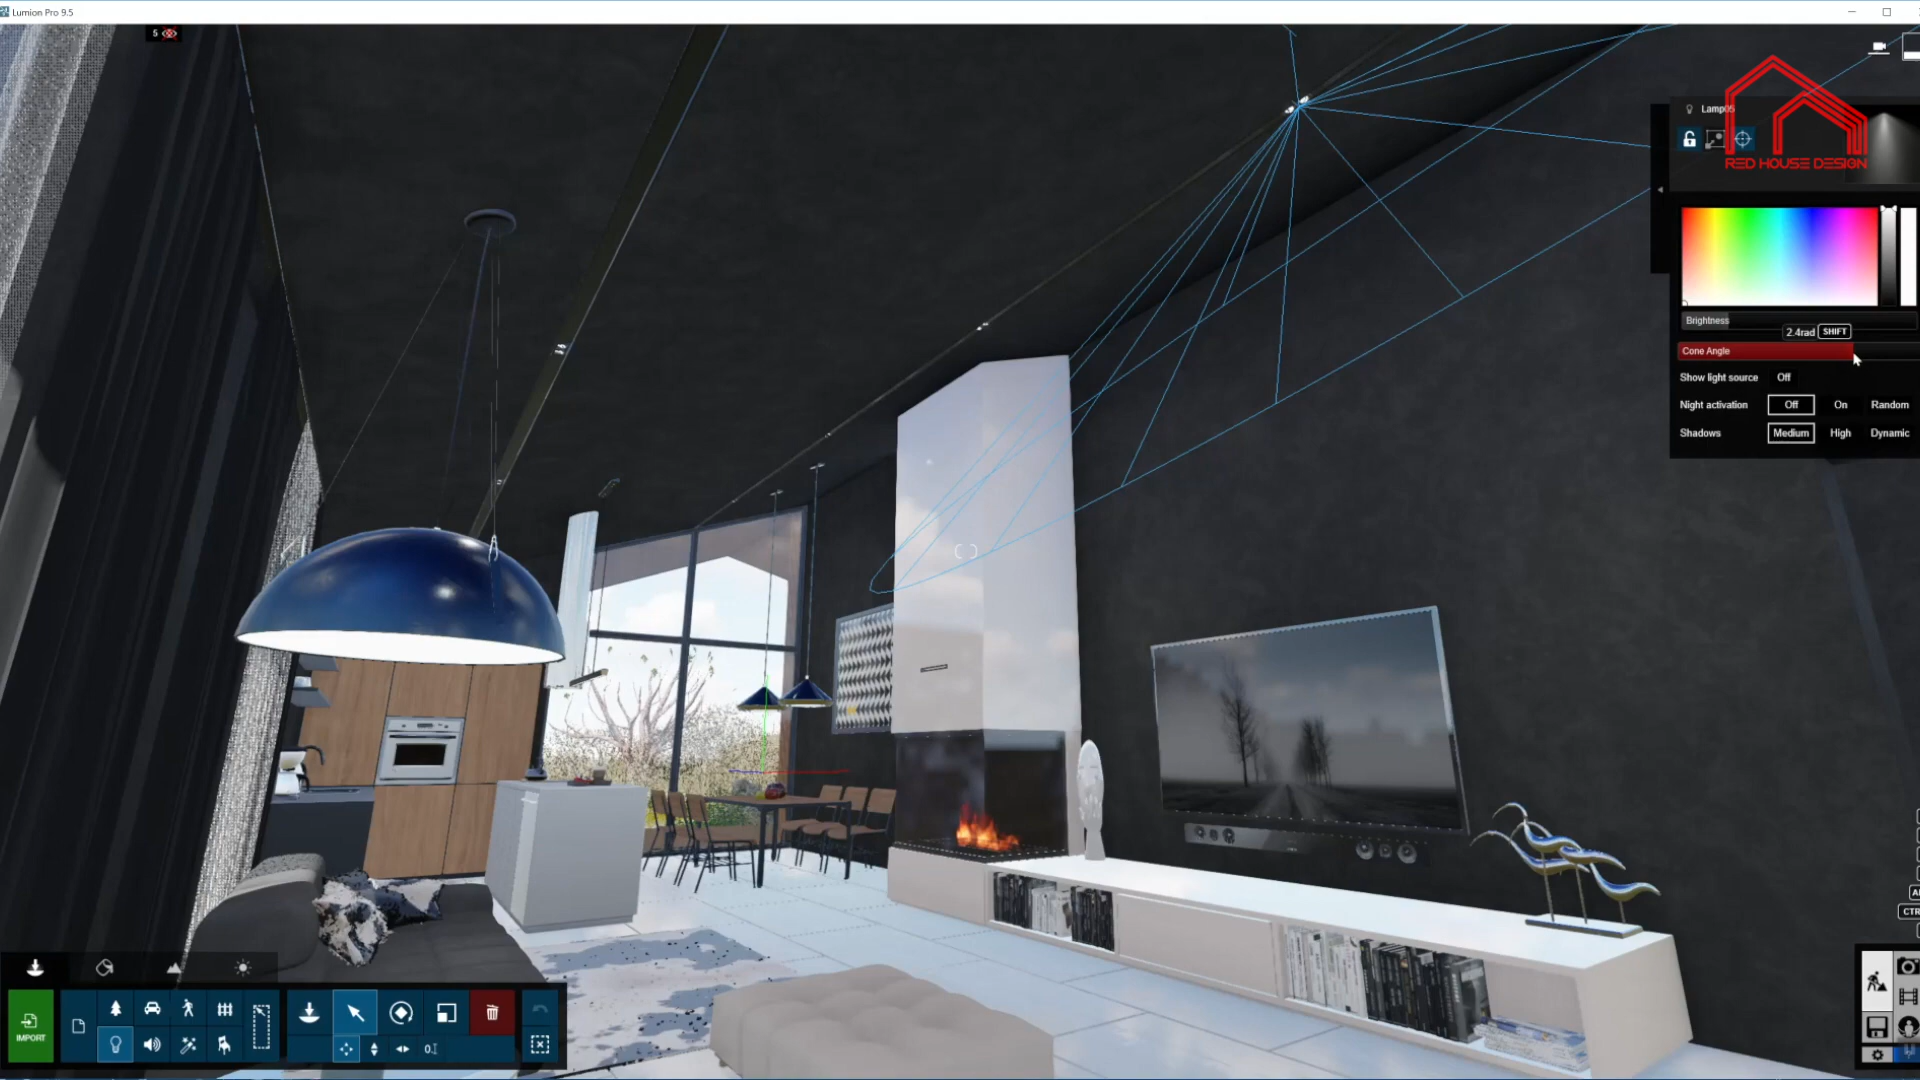 Lumion Pro 9.5
5
Lamp05
RED HOUSE DESIGN
Brightness
2.4rad SHIFT
Cone Angle
Show light source Off
Night activation Off On Random
Shadows Medium High Dynamic
IMPORT